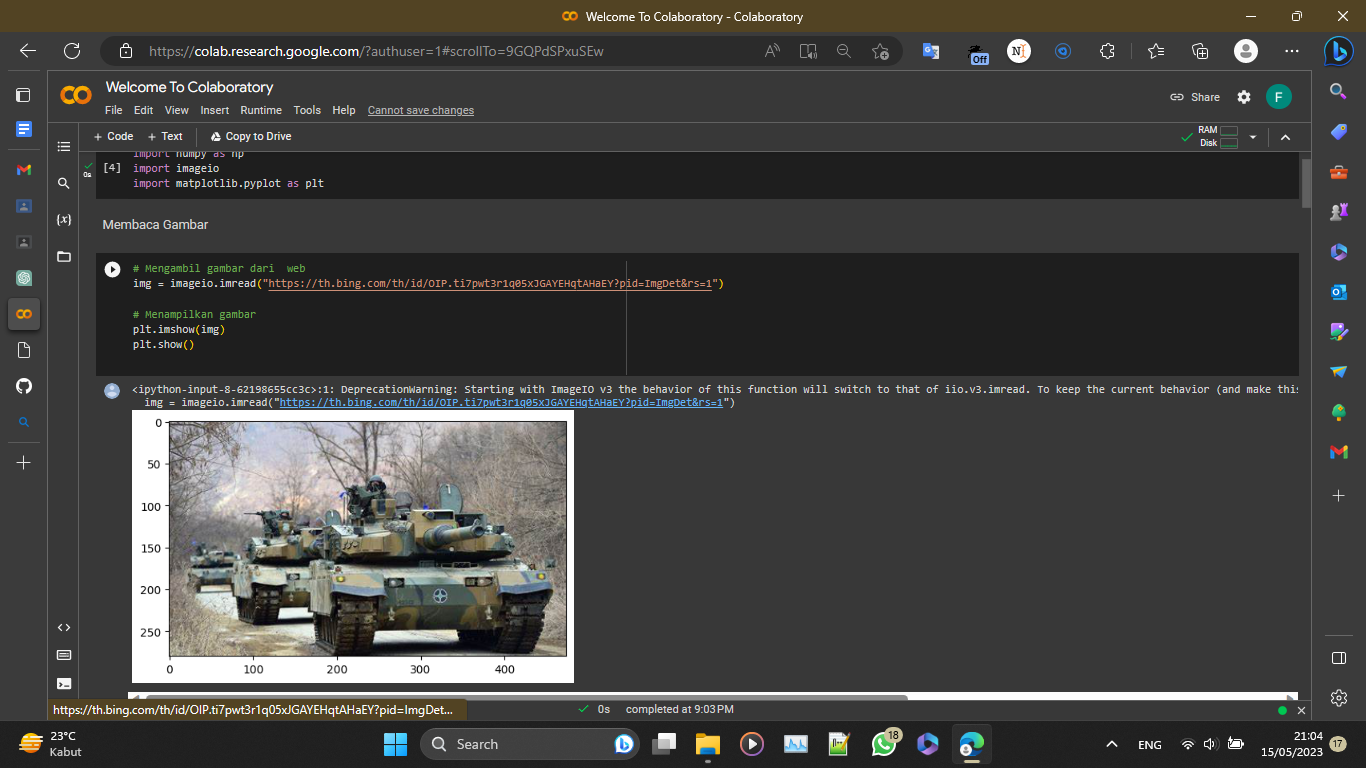 Welcome To Colaboratory - Colaboratory
https://colab.research.google.com/?authuser=1#scrollTo=9GQPdSPxuSEw
Off
Welcome To Colaboratory
File Edit View Insert Runtime Tools Help Cannot save changes
Share
F
+ Code + Text Copy to Drive
RAM
Disk
import numpy as np
[4] import imageio
0s
import matplotlib.pyplot as plt
{x}
Membaca Gambar
# Mengambil gambar dari  web
img = imageio.imread("https://th.bing.com/th/id/OIP.ti7pwt3r1q05xJGAYEHqtAHaEY?pid=ImgDet&rs=1")
# Menampilkan gambar
plt.imshow(img)
plt.show()
<ipython-input-8-62198655cc3c>:1: DeprecationWarning: Starting with ImageIO v3 the behavior of this function will switch to that of iio.v3.imread. To keep the current behavior (and make this
img = imageio.imread("https://th.bing.com/th/id/OIP.ti7pwt3r1q05xJGAYEHqtAHaEY?pid=ImgDet&rs=1")
0
50
100
150
200
250
0 100 200 300 400
https://th.bing.com/th/id/OIP.ti7pwt3r1q05xJGAYEHqtAHaEY?pid=ImgDet...
0s completed at 9:03 PM
23°C
Kabut
Search
18
ENG
21:04
15/05/2023
17